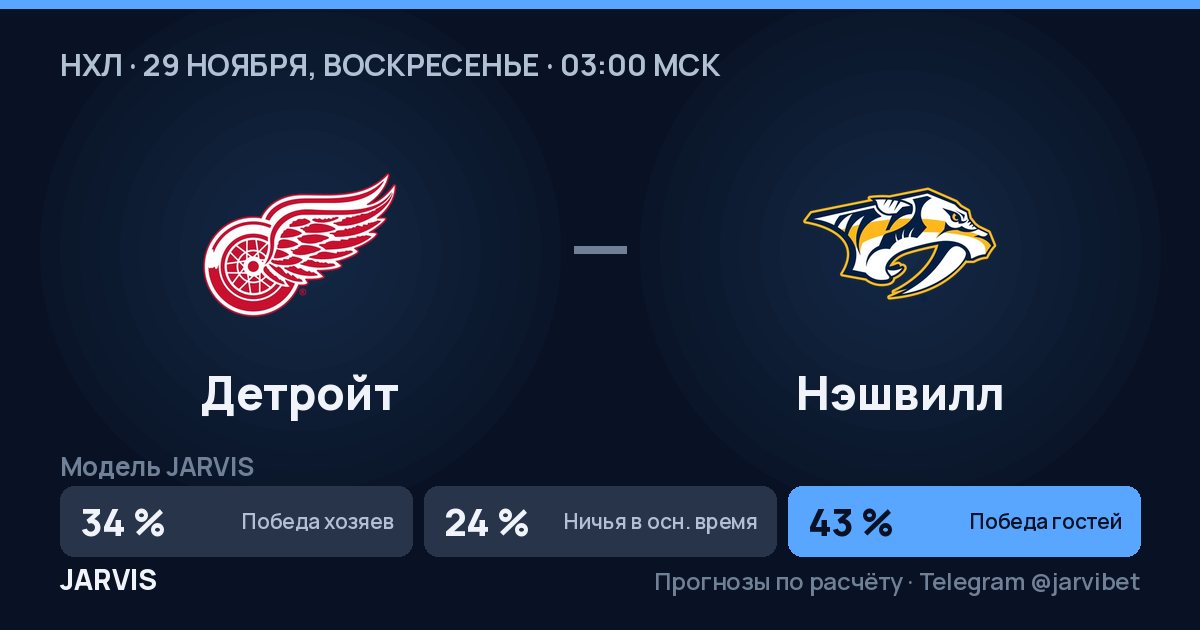 НХЛ · 29 НОЯБРЯ, ВОСКРЕСЕНЬЕ · 03:00 МСК
Детройт — Нэшвилл
Модель JARVIS
34 % Победа хозяев 24 % Ничья в осн. время 43 % Победа гостей
JARVIS Прогнозы по расчёту · Telegram @jarvibet